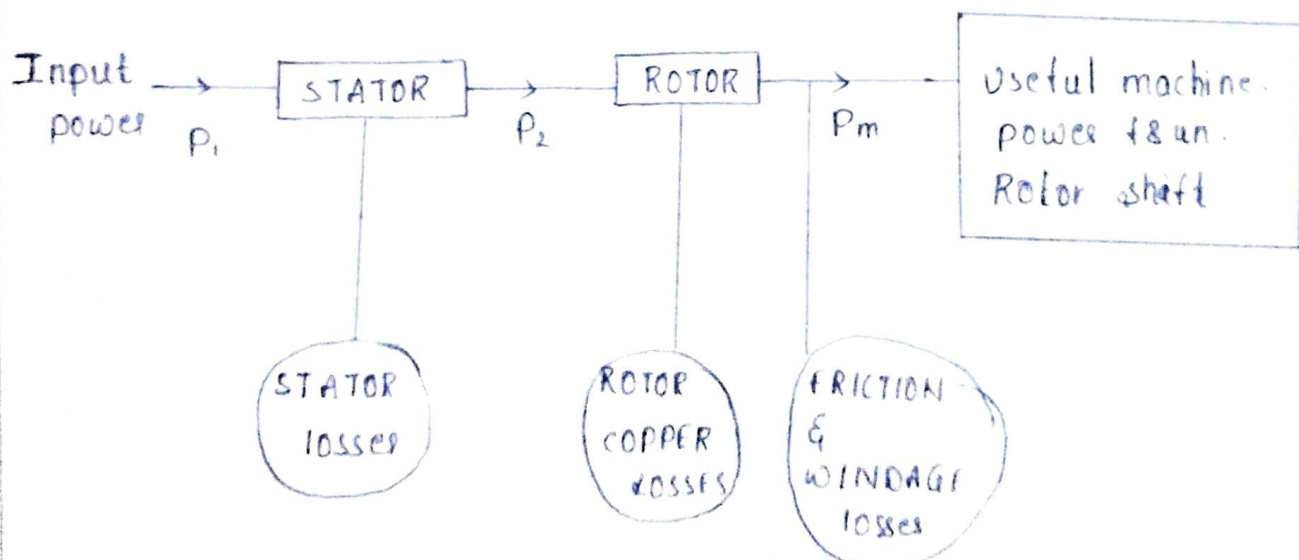 Input
power
P₁
STATOR
P₂
ROTOR
Pm
Useful machine.
power
Rotor shaft
STATOR
losses
ROTOR
COPPER
LOSSES
FRICTION
&
WINDAGE
losses